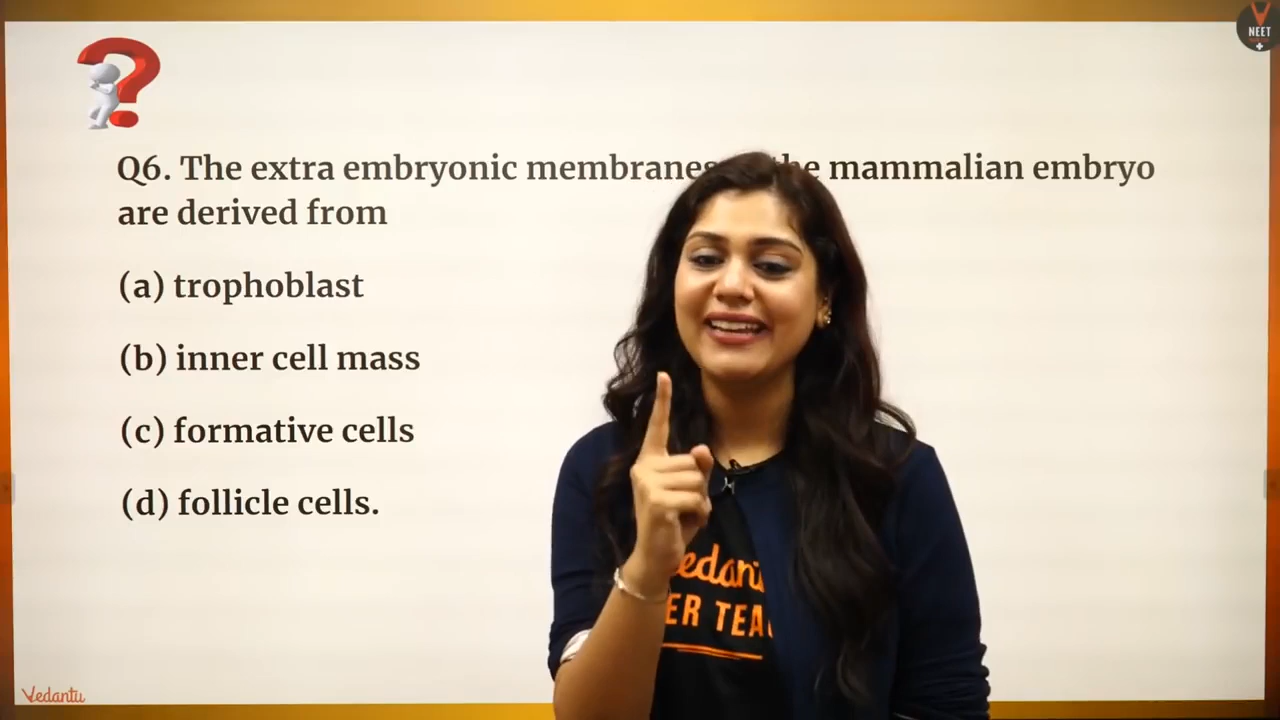 NEET
Q6. The extra embryonic membranes the mammalian embryo
are derived from
(a) trophoblast
(b) inner cell mass
(c) formative cells
(d) follicle cells.
Vedantu